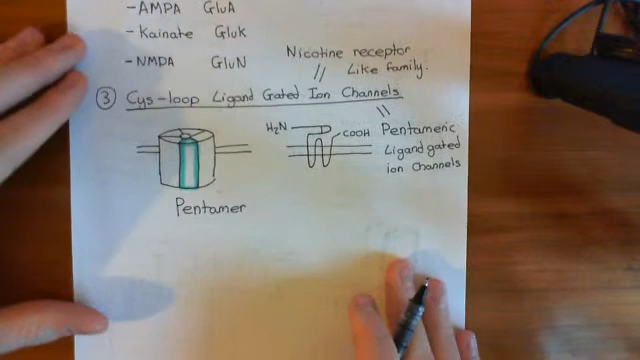 -AMPA GluA
-Kainate GluK
-NMDA GluN
Nicotine receptor
Like family.
③ Cys-loop Ligand Gated Ion Channels
H₂N
COOH
Pentameric
Ligand gated
ion Channels
Pentamer